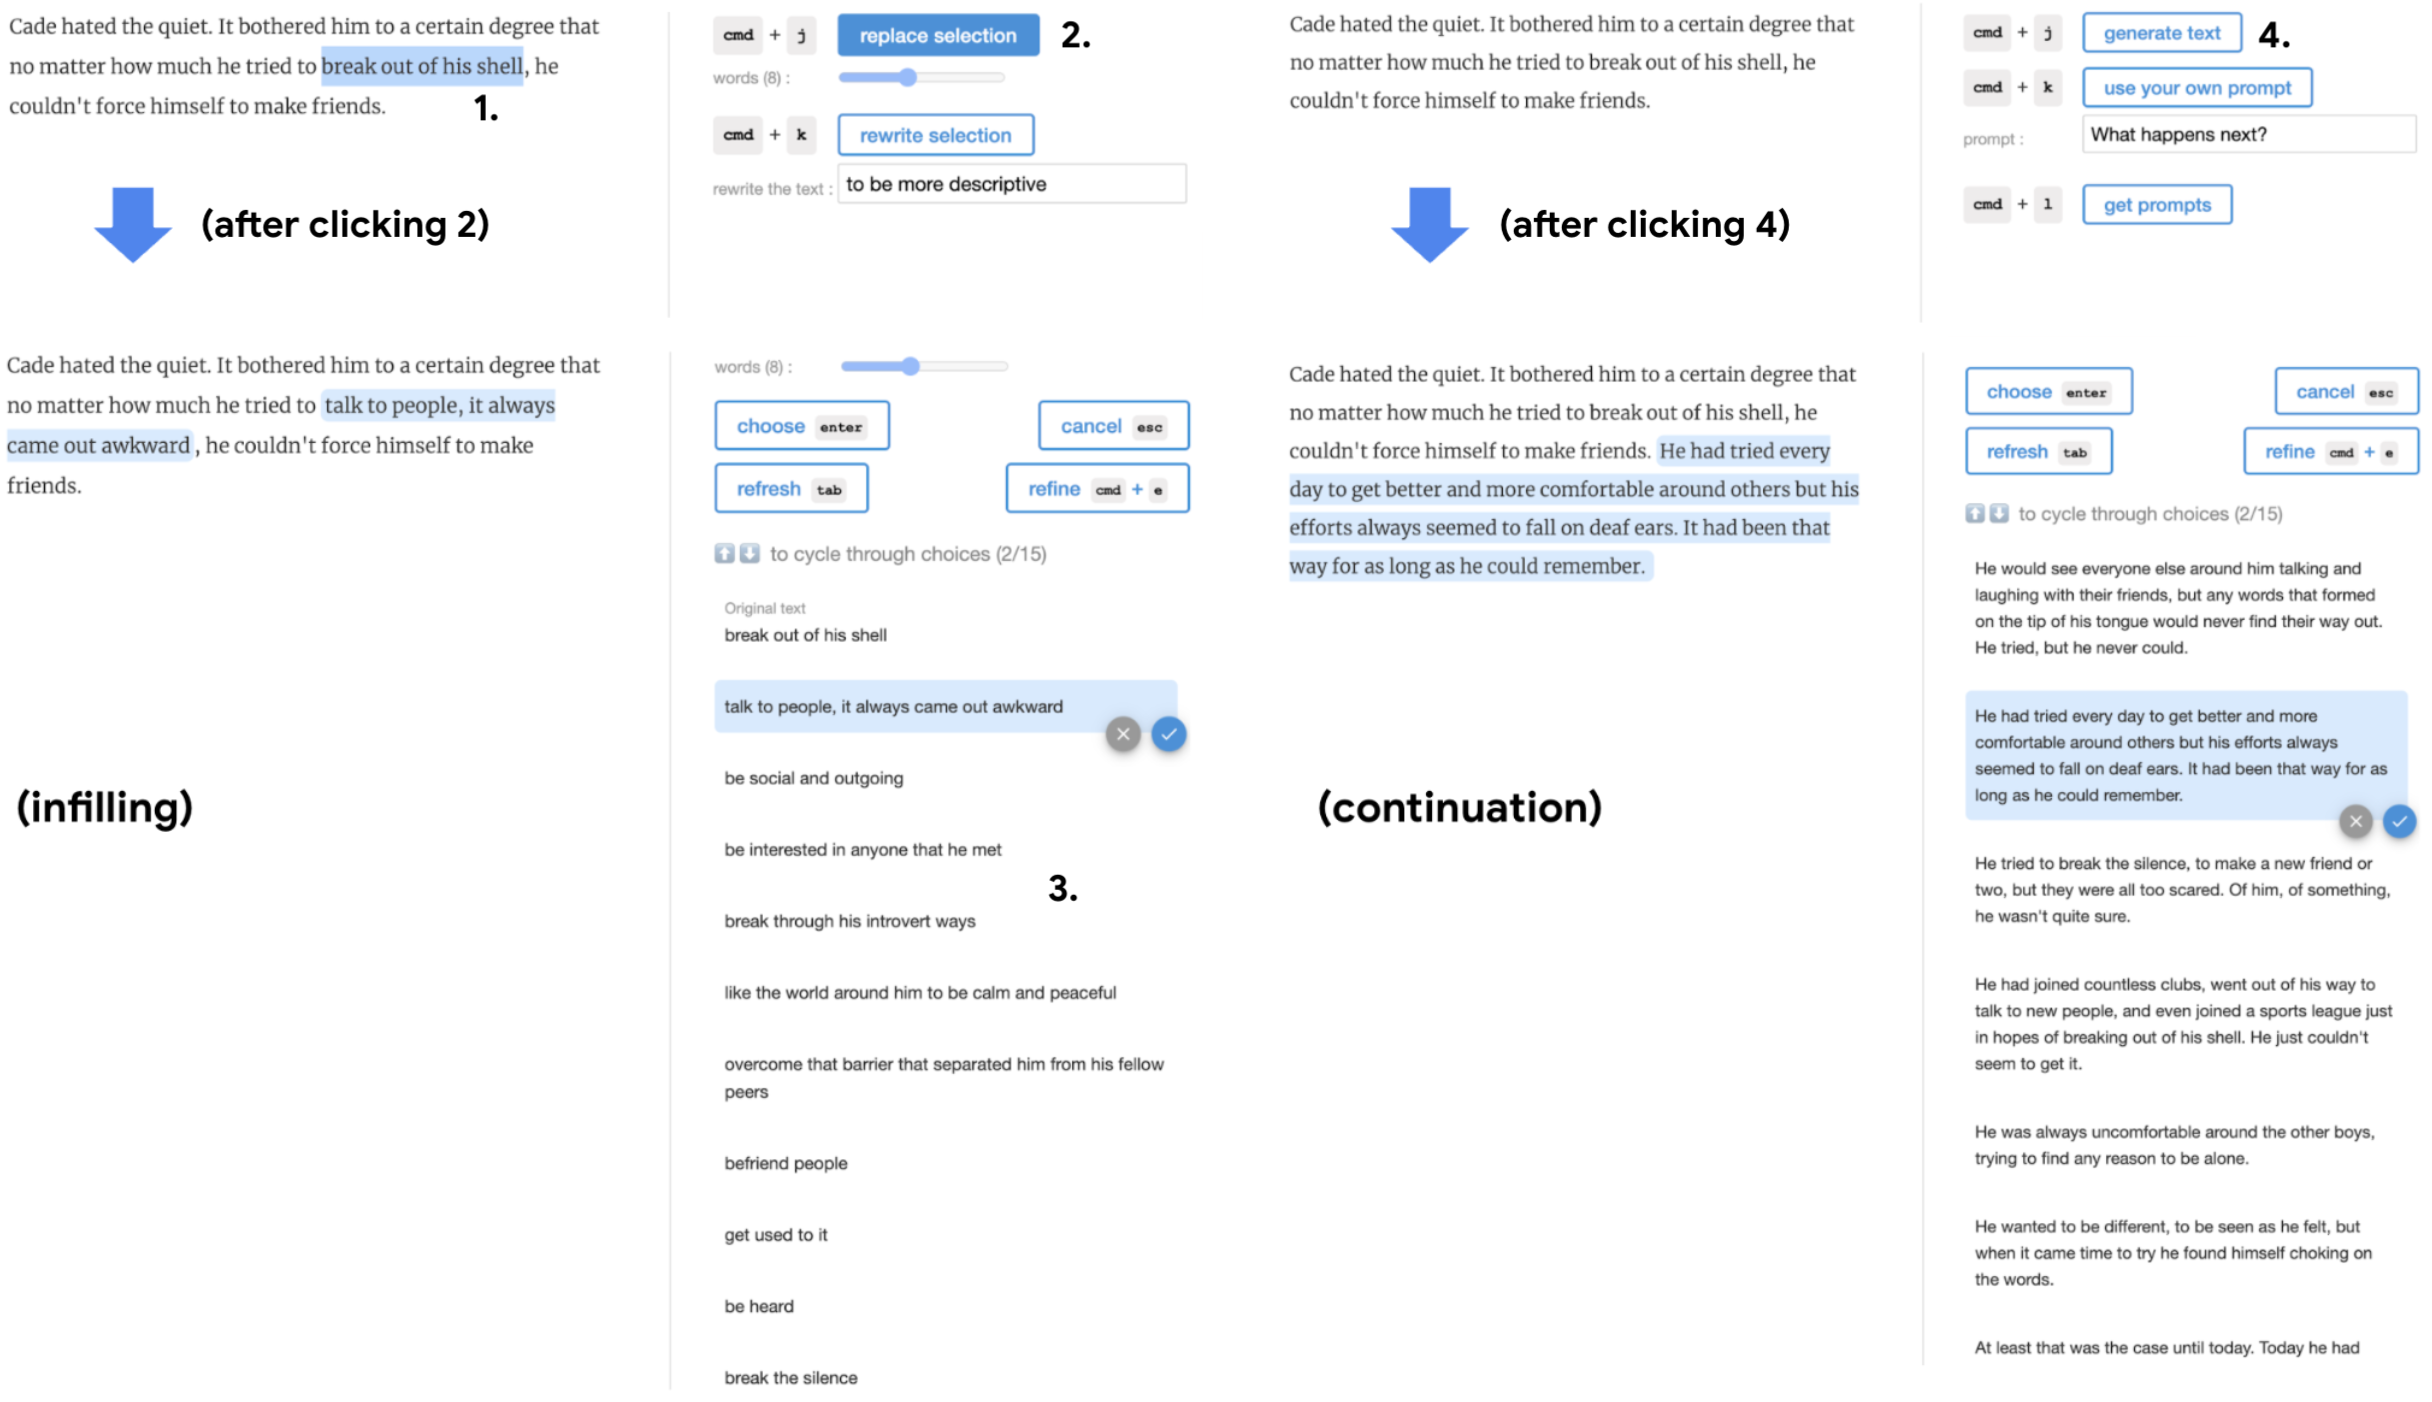 Cade hated the quiet. It bothered him to a certain degree that
no matter how much he tried to break out of his shell, he
couldn't force himself to make friends.
1.
cmd + j replace selection 2.
words (8) :
cmd + k rewrite selection
rewrite the text : to be more descriptive
(after clicking 2)
Cade hated the quiet. It bothered him to a certain degree that
no matter how much he tried to talk to people, it always
came out awkward , he couldn't force himself to make
friends.
(infilling)
words (8) :
choose enter cancel esc
refresh tab refine cmd + e
to cycle through choices (2/15)
Original text
break out of his shell
talk to people, it always came out awkward
be social and outgoing
be interested in anyone that he met
3.
break through his introvert ways
like the world around him to be calm and peaceful
overcome that barrier that separated him from his fellow
peers
befriend people
get used to it
be heard
break the silence
Cade hated the quiet. It bothered him to a certain degree that
no matter how much he tried to break out of his shell, he
couldn't force himself to make friends.
cmd + j generate text 4.
cmd + k use your own prompt
prompt : What happens next?
cmd + l get prompts
(after clicking 4)
Cade hated the quiet. It bothered him to a certain degree that
no matter how much he tried to break out of his shell, he
couldn't force himself to make friends. He had tried every
day to get better and more comfortable around others but his
efforts always seemed to fall on deaf ears. It had been that
way for as long as he could remember.
(continuation)
choose enter cancel esc
refresh tab refine cmd + e
to cycle through choices (2/15)
He would see everyone else around him talking and
laughing with their friends, but any words that formed
on the tip of his tongue would never find their way out.
He tried, but he never could.
He had tried every day to get better and more
comfortable around others but his efforts always
seemed to fall on deaf ears. It had been that way for as
long as he could remember.
He tried to break the silence, to make a new friend or
two, but they were all too scared. Of him, of something,
he wasn't quite sure.
He had joined countless clubs, went out of his way to
talk to new people, and even joined a sports league just
in hopes of breaking out of his shell. He just couldn't
seem to get it.
He was always uncomfortable around the other boys,
trying to find any reason to be alone.
He wanted to be different, to be seen as he felt, but
when it came time to try he found himself choking on
the words.
At least that was the case until today. Today he had